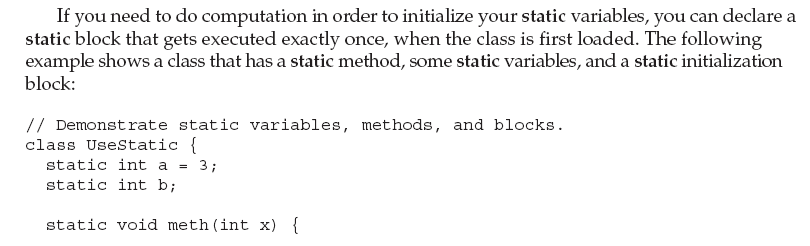 If you need to do computation in order to initialize your static variables, you can declare a
static block that gets executed exactly once, when the class is first loaded. The following
example shows a class that has a static method, some static variables, and a static initialization
block:
// Demonstrate static variables, methods, and blocks.
class UseStatic {
static int a = 3;
static int b;
static void meth(int x) {